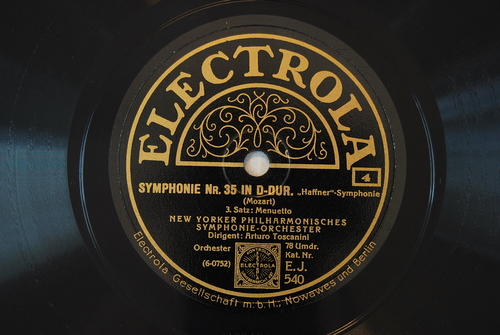 ELECTROLA
4
SYMPHONIE Nr. 35 IN D-DUR. „Haffner"-Symphonie
(Mozart)
3. Satz: Menuetto
NEW YORKER PHILHARMONISCHES
SYMPHONIE-ORCHESTER
Dirigent: Arturo Toscanini
Orchester
78 Umdr.
Kat. Nr.
(6-0752)
ELECTROLA
E.J.
540
Electrola Gesellschaft m.b.H., Nowawes und Berlin